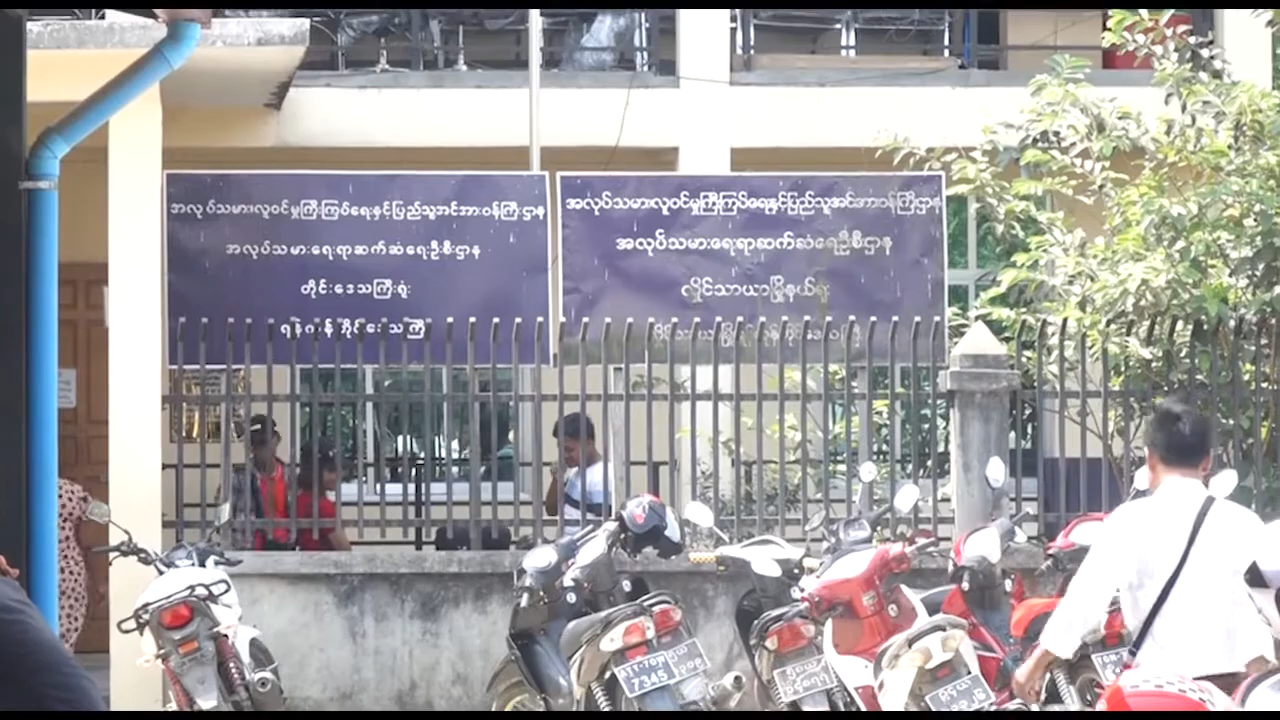 အလုပ်သမား၊လူဝင်မှုကြီးကြပ်ရေးနှင့်ပြည်သူ့အင်အားဝန်ကြီးဌာန
အလုပ်သမားရေးရာဆက်ဆံရေးဦးစီးဌာန
တိုင်းဒေသကြီးရုံး
ရန်ကုန်တိုင်းဒေသကြီး
အလုပ်သမား၊လူဝင်မှုကြီးကြပ်ရေးနှင့်ပြည်သူ့အင်အားဝန်ကြီးဌာန
အလုပ်သမားရေးရာဆက်ဆံရေးဦးစီးဌာန
လှိုင်သာယာမြို့နယ်ရုံး
7345